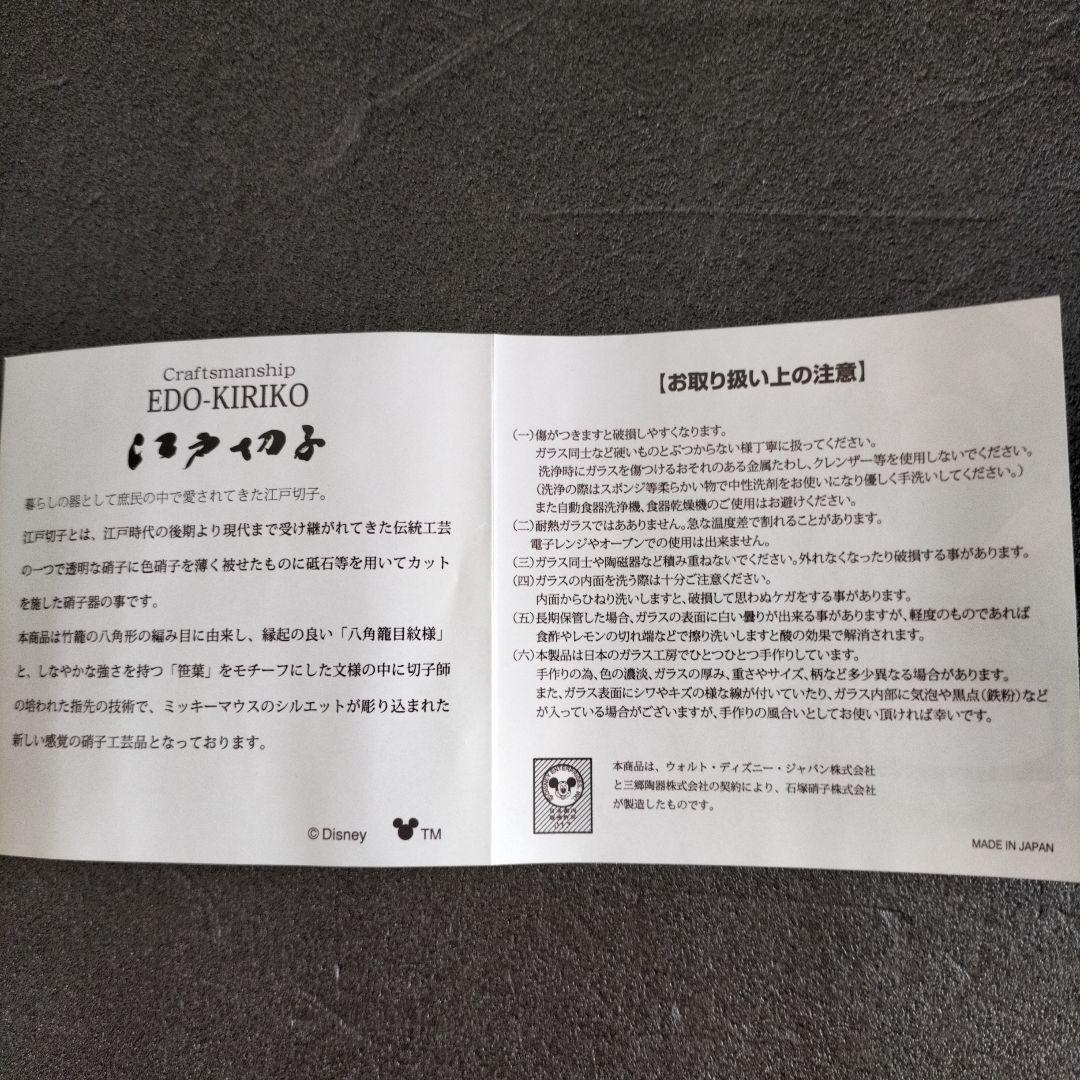 Craftsmanship
EDO-KIRIKO
江戸切子
暮らしの器として庶民の中で愛されてきた江戸切子。
江戸切子とは、江戸時代の後期より現代まで受け継がれてきた伝統工芸
の一つで透明な硝子に色硝子を薄く被せたものに砥石等を用いてカット
を施した硝子器の事です。
本商品は竹籠の八角形の編み目に由来し、縁起の良い「八角籠目紋様」
と、しなやかな強さを持つ「笹葉」をモチーフにした文様の中に切子師
の培われた指先の技術で、ミッキーマウスのシルエットが彫り込まれた
新しい感覚の硝子工芸品となっております。
© Disney TM
【お取り扱い上の注意】
(一)傷がつきますと破損しやすくなります。
ガラス同士など硬いものとぶつからない様丁寧に扱ってください。
洗浄時にガラスを傷つけるおそれのある金属たわし、クレンザー等を使用しないでください。
(洗浄の際はスポンジ等柔らかい物で中性洗剤をお使いになり優しく手洗いしてください。)
また自動食器洗浄機、食器乾燥機のご使用はお避けください。
(二)耐熱ガラスではあありません。急な温度差で割れることがあります。
電子レンジやオーブンでの使用は出来ません。
(三)ガラス同士や陶磁器など積み重ねないでください。外れなくなったり破損する事があります。
(四)ガラスの内面を洗う際は十分ご注意ください。
内面からひねり洗いしますと、破損して思わぬケガをする事があります。
(五)長期保管した場合、ガラスの表面に白い曇りが出来る事がありますが、軽度のものであれば
食酢やレモンの切れ端などで擦り洗いしますと酸の効果で解消されます。
(六)本製品は日本のガラス工房でひとつひとつ手作りしています。
手作りの為、色の濃淡、ガラスの厚み、重さやサイズ、柄など多少異なる場合があります。
また、ガラス表面にシワやキズの様な線が付いていたり、ガラス内部に気泡や黒点(鉄粉)など
が入っている場合がございますが、手作りの風合いとしてお使い頂ければ幸いです。
本商品は、ウォルト・ディズニー・ジャパン株式会社
と三郷陶器株式会社の契約により、石塚硝子株式会社
が製造したものです。
MADE IN JAPAN